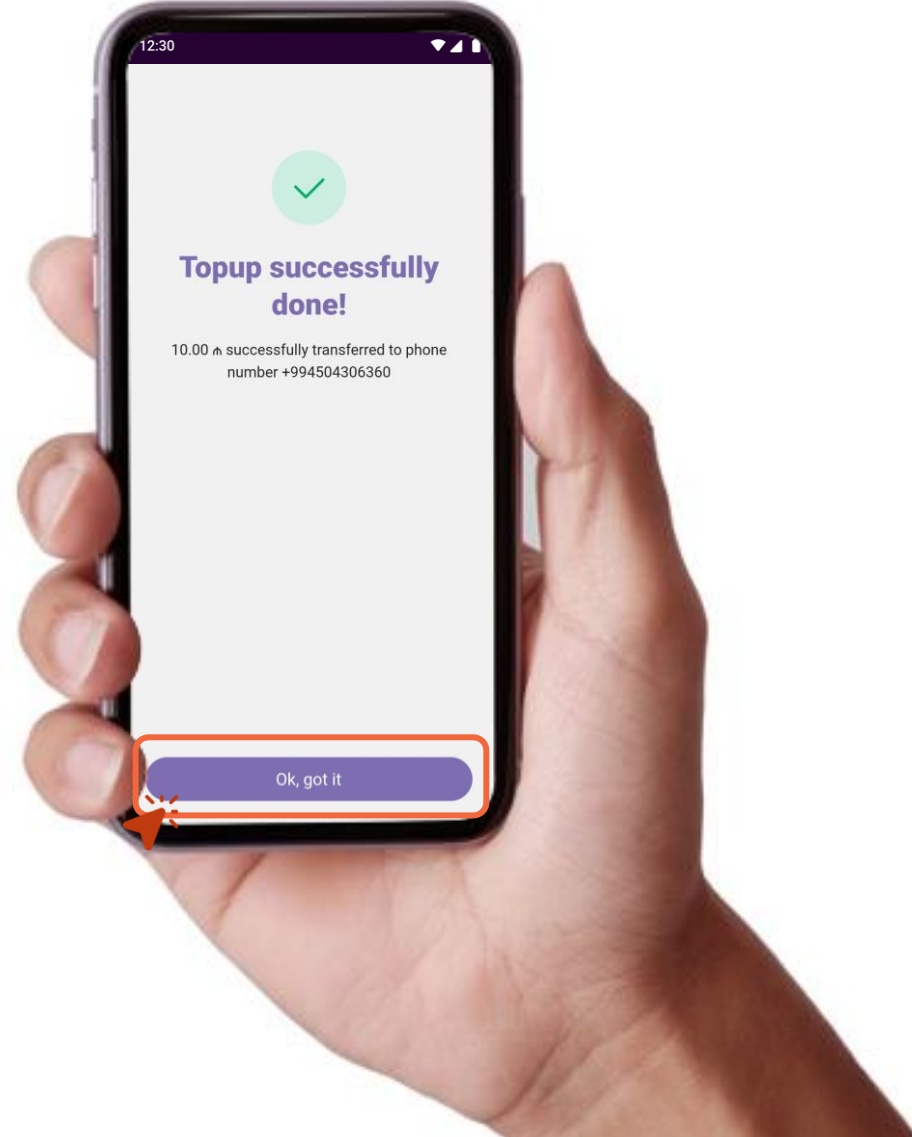 12:30
Topup successfully
done!
10.00 ₼ successfully transferred to phone
number +994504306360
Ok, got it